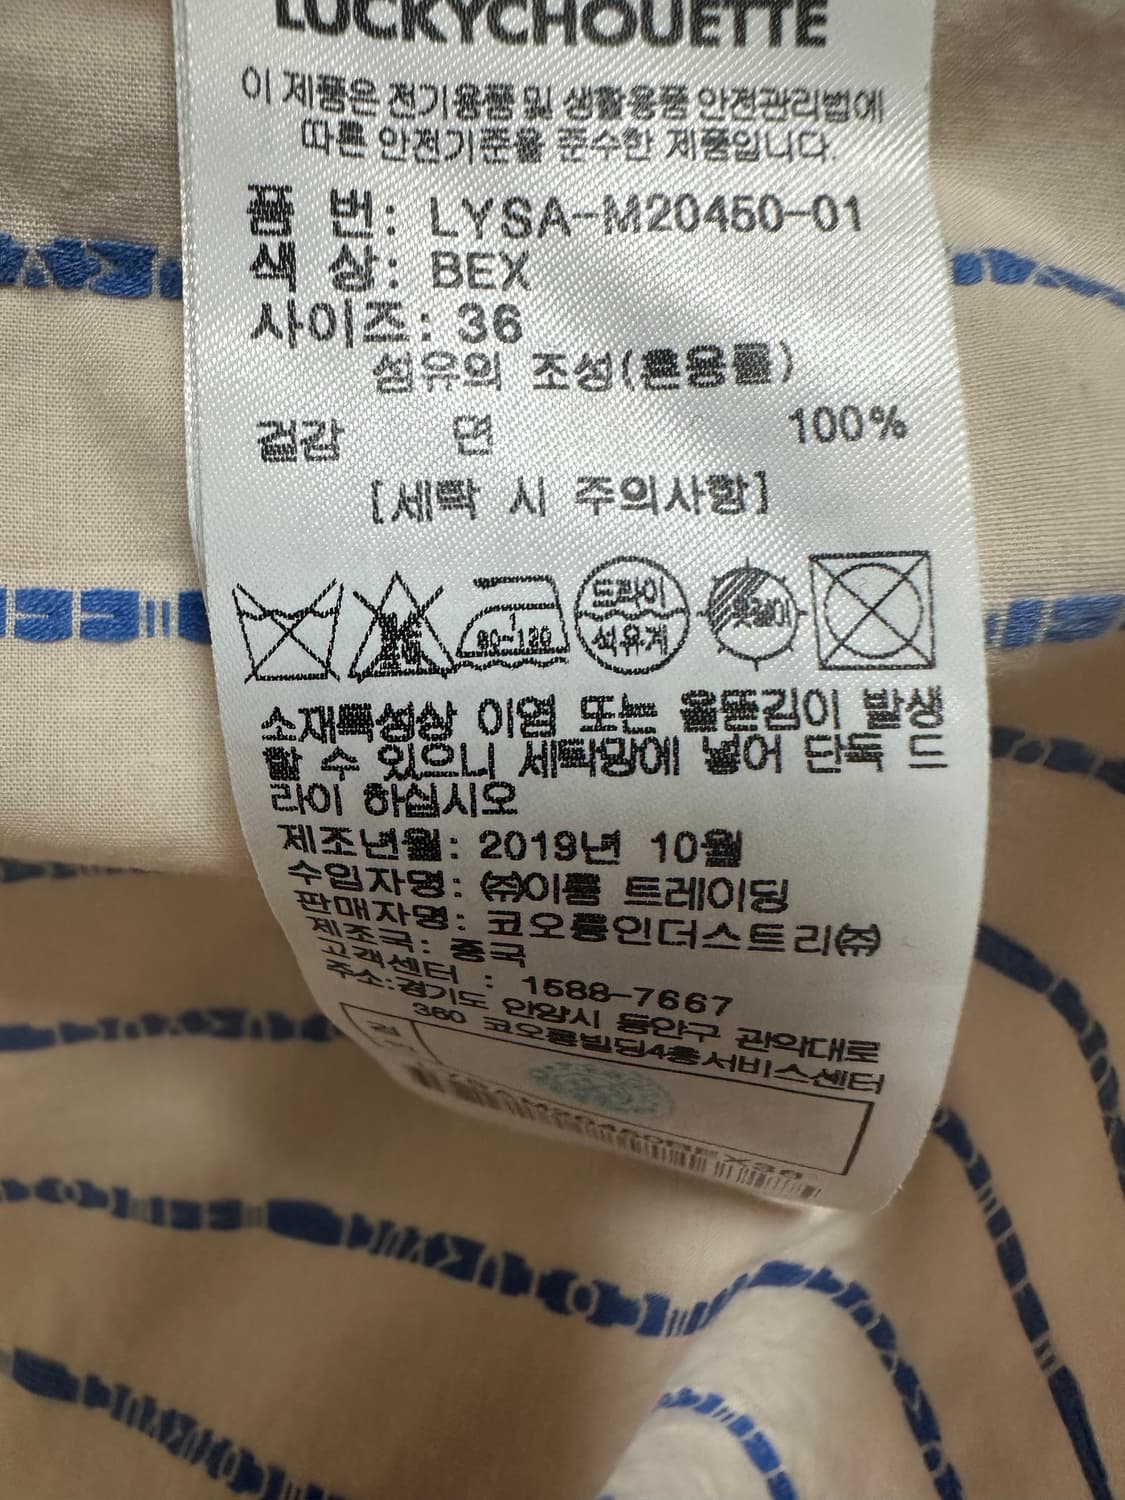 LUCKYCHOUETTE
이 제품은 전기용품 및 생활용품 안전관리법에
따른 안전기준을 준수한 제품입니다.
품 번: LYSA-M20450-01
색 상: BEX
사이즈: 36
섬유의 조성(혼용률)
겉감 면 100%
[세탁 시 주의사항]
80~120
드라이
석유계
소재특성상 이염 또는 올뜯김이 발생
할 수 있으니 세탁망에 넣어 단독 드
라이 하십시오
제조년월: 2019년 10월
수입자명: ㈜이룸 트레이딩
판매자명: 코오롱인더스트리㈜
제조국: 중국
고객센터 : 1588-7667
주소:경기도 안양시 동안구 관악대로
360 코오롱빌딩4층서비스센터